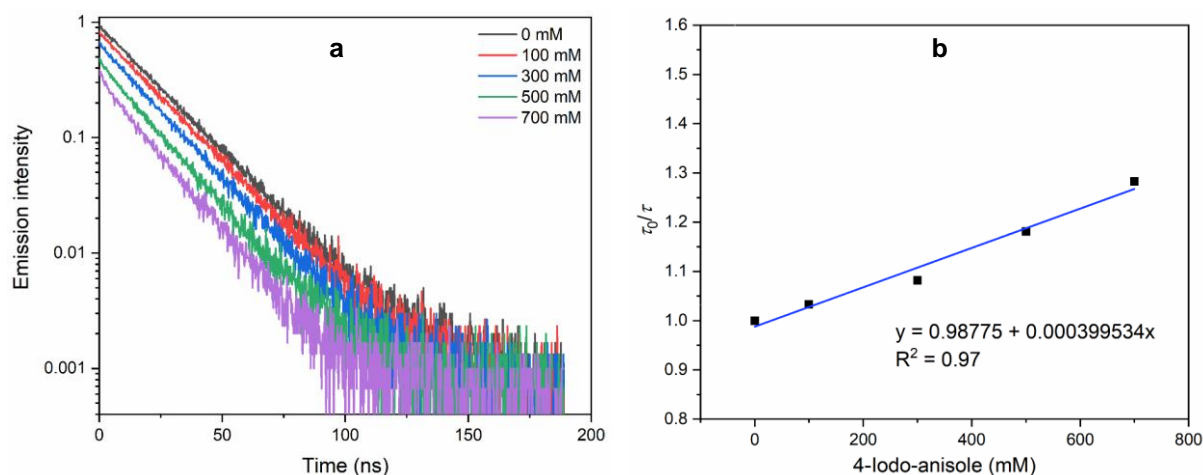 a
0 mM
100 mM
300 mM
500 mM
700 mM
1
0.1
0.01
0.001
Emission intensity
0
50
100
150
200
Time (ns)
b
1.6
1.5
1.4
1.3
1.2
1.1
1.0
0.9
0.8
τ0/τ
y = 0.98775 + 0.000399534x
R² = 0.97
0
200
400
600
800
4-Iodo-anisole (mM)